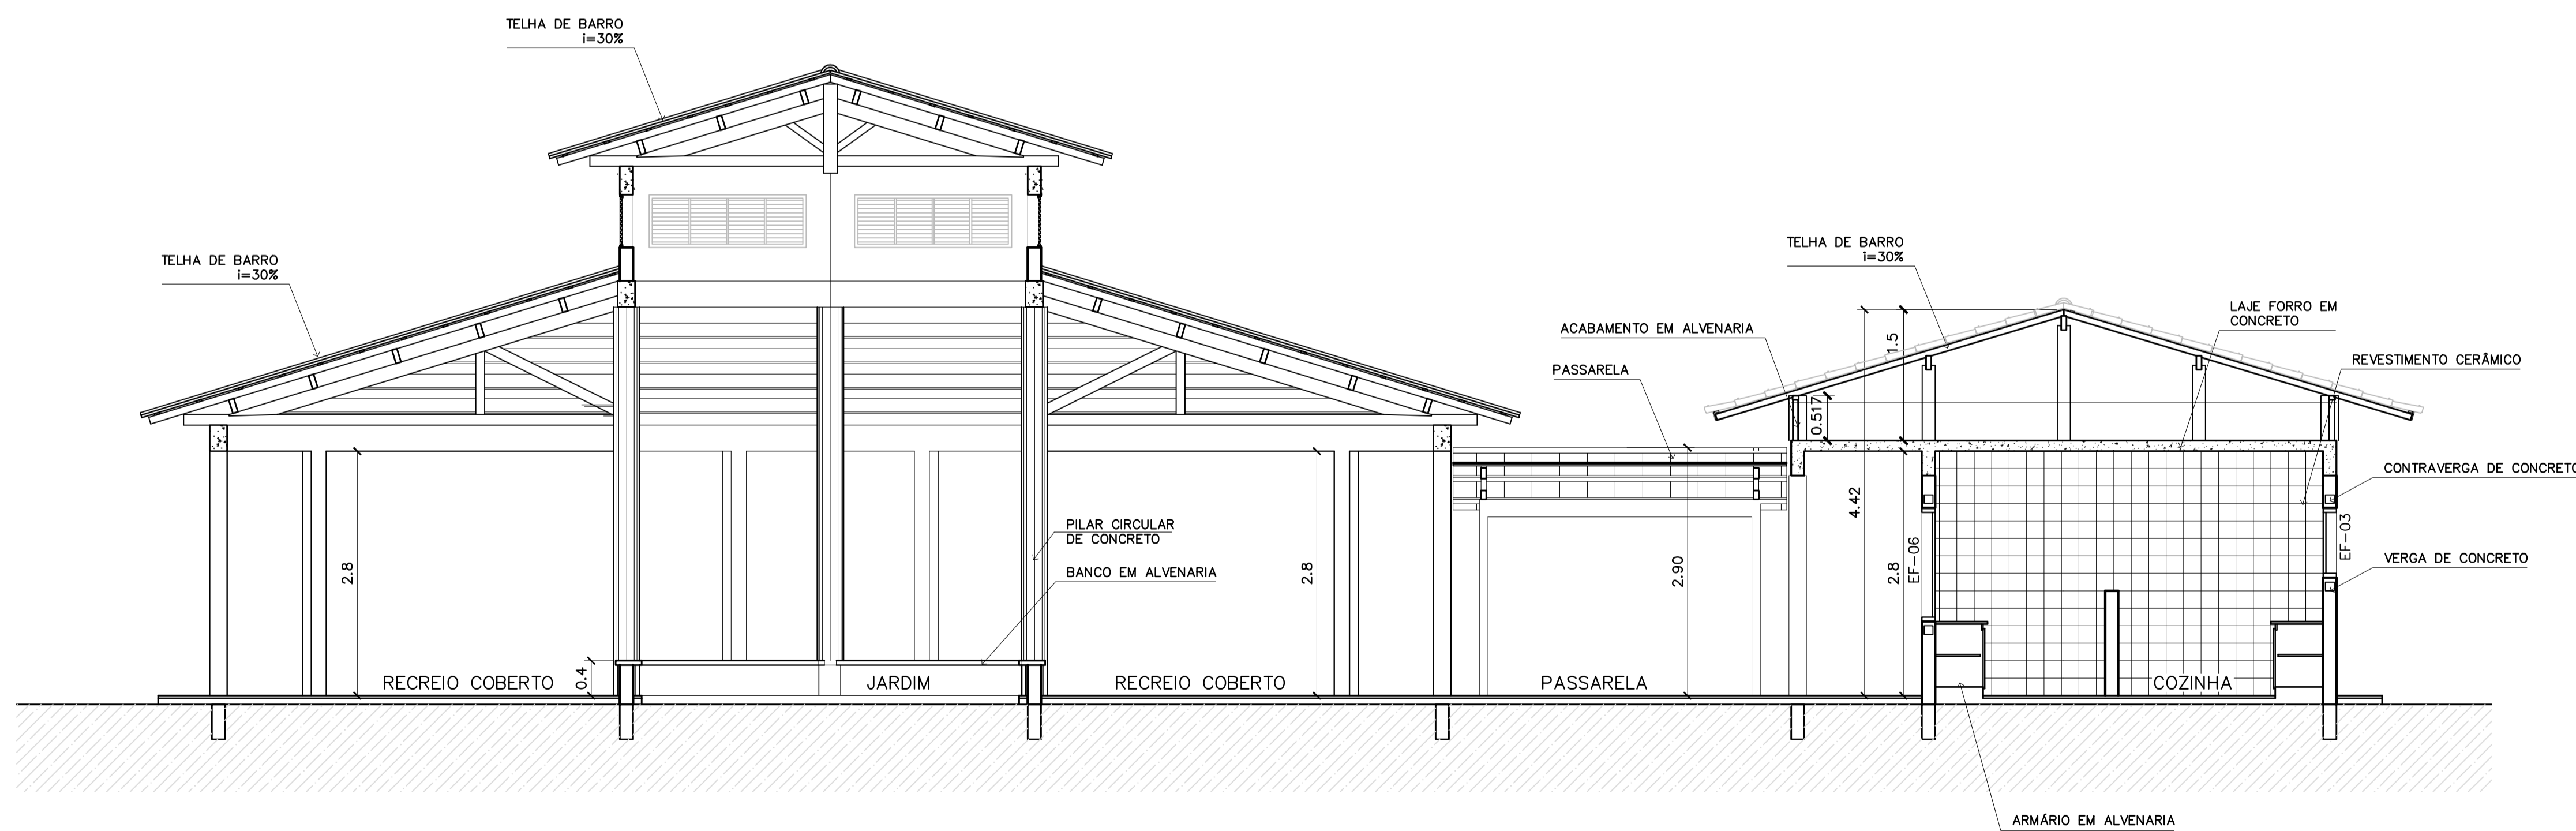 TELHA DE BARRO
i=30%
TELHA DE BARRO
i=30%
TELHA DE BARRO
i=30%
LAJE FORRO EM
CONCRETO
ACABAMENTO EM ALVENARIA
1.5
REVESTIMENTO CERÂMICO
PASSARELA
0.517
CONTRAVERGA DE CONCRETO
4.42
PILAR CIRCULAR
DE CONCRETO
EF-03
EF-06
VERGA DE CONCRETO
BANCO EM ALVENARIA
2.8
2.8
2.90
2.8
0.4
RECREIO COBERTO
JARDIM
RECREIO COBERTO
PASSARELA
COZINHA
ARMÁRIO EM ALVENARIA